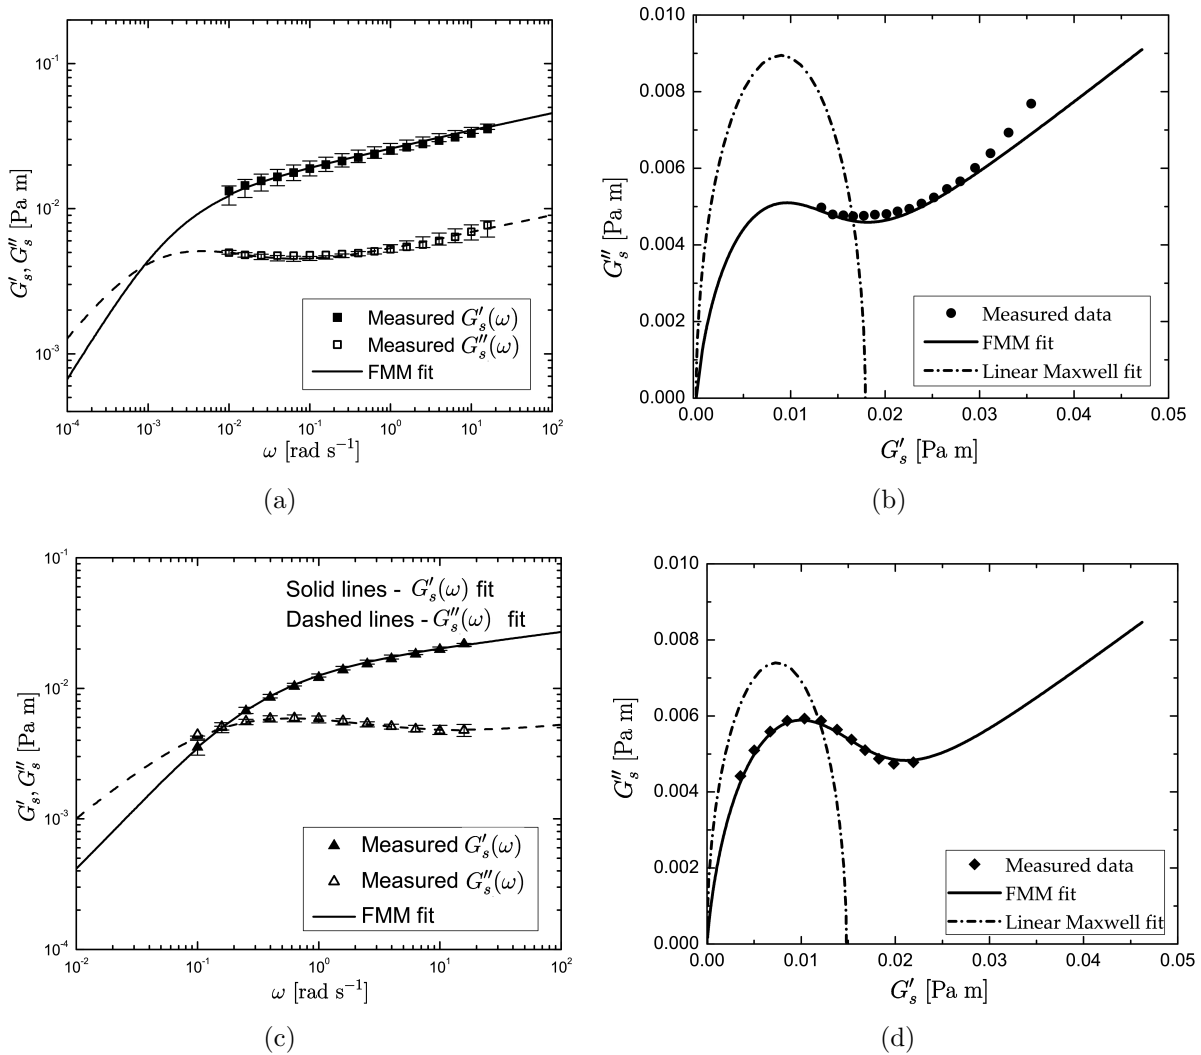 10⁻¹
10⁻²
10⁻³
G′ₛ, G″ₛ [Pa m]
Measured G′ₛ(ω)
Measured G″ₛ(ω)
FMM fit
10⁻⁴ 10⁻³ 10⁻² 10⁻¹ 10⁰ 10¹ 10²
ω [rad s⁻¹]
(a)
0.010
0.008
0.006
0.004
0.002
0.000
G″ₛ [Pa m]
Measured data
FMM fit
Linear Maxwell fit
0.00 0.01 0.02 0.03 0.04 0.05
G′ₛ [Pa m]
(b)
10⁻¹
10⁻²
10⁻³
10⁻⁴
G′ₛ, G″ₛ [Pa m]
Solid lines - G′ₛ(ω) fit
Dashed lines - G″ₛ(ω) fit
Measured G′ₛ(ω)
Measured G″ₛ(ω)
FMM fit
10⁻² 10⁻¹ 10⁰ 10¹ 10²
ω [rad s⁻¹]
(c)
0.010
0.008
0.006
0.004
0.002
0.000
G″ₛ [Pa m]
Measured data
FMM fit
Linear Maxwell fit
0.00 0.01 0.02 0.03 0.04 0.05
G′ₛ [Pa m]
(d)